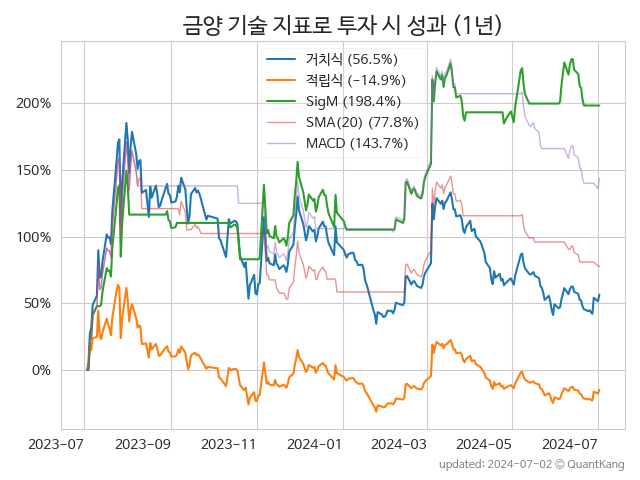 금양 기술 지표로 투자 시 성과 (1년)
거치식 (56.5%)
적립식 (−14.9%)
SigM (198.4%)
SMA(20) (77.8%)
MACD (143.7%)
200%
150%
100%
50%
0%
2023-07 2023-09 2023-11 2024-01 2024-03 2024-05 2024-07
updated: 2024-07-02 © QuantKang